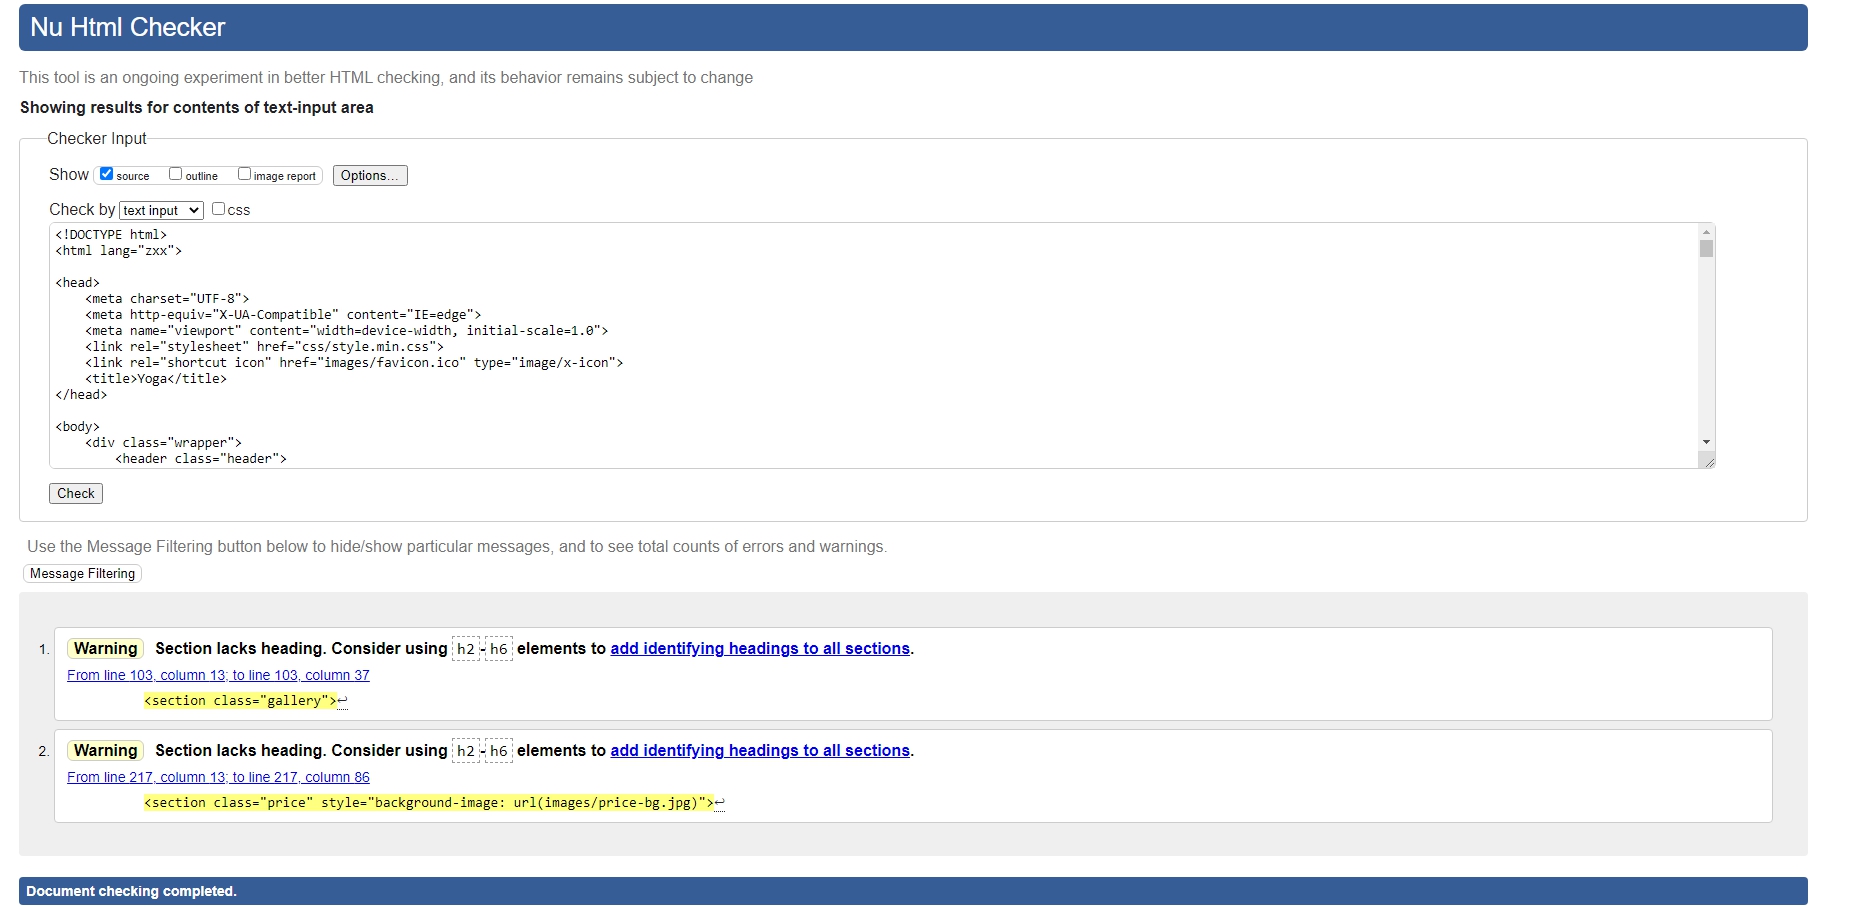 Nu Html Checker
This tool is an ongoing experiment in better HTML checking, and its behavior remains subject to change
Showing results for contents of text-input area
Checker Input
Show source outline image report Options...
Check by text input css
<!DOCTYPE html>
<html lang="zxx">
<head>
<meta charset="UTF-8">
<meta http-equiv="X-UA-Compatible" content="IE=edge">
<meta name="viewport" content="width=device-width, initial-scale=1.0">
<link rel="stylesheet" href="css/style.min.css">
<link rel="shortcut icon" href="images/favicon.ico" type="image/x-icon">
<title>Yoga</title>
</head>
<body>
<div class="wrapper">
<header class="header">
Check
Use the Message Filtering button below to hide/show particular messages, and to see total counts of errors and warnings.
Message Filtering
1. Warning Section lacks heading. Consider using h2-h6 elements to add identifying headings to all sections.
From line 103, column 13; to line 103, column 37
<section class="gallery">↩
2. Warning Section lacks heading. Consider using h2-h6 elements to add identifying headings to all sections.
From line 217, column 13; to line 217, column 86
<section class="price" style="background-image: url(images/price-bg.jpg)">↩
Document checking completed.